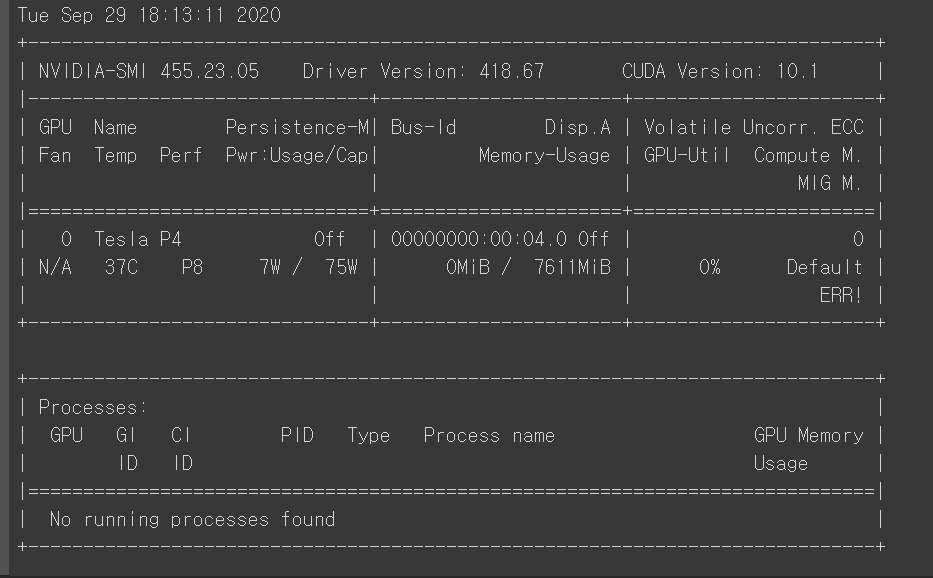 Tue Sep 29 18:13:11 2020
+-----------------------------------------------------------------------------+
| NVIDIA-SMI 455.23.05    Driver Version: 418.67       CUDA Version: 10.1     |
|-------------------------------+----------------------+----------------------+
| GPU  Name        Persistence-M| Bus-Id        Disp.A | Volatile Uncorr. ECC |
| Fan  Temp  Perf  Pwr:Usage/Cap|         Memory-Usage | GPU-Util  Compute M. |
|                               |                      |               MIG M. |
|===============================+======================+======================|
|   0  Tesla P4            Off  | 00000000:00:04.0 Off |                    0 |
| N/A   37C    P8     7W /  75W |      0MiB /  7611MiB |      0%      Default |
|                               |                      |                 ERR! |
+-------------------------------+----------------------+----------------------+

+-----------------------------------------------------------------------------+
| Processes:                                                                  |
|  GPU   GI   CI        PID   Type   Process name                  GPU Memory |
|        ID   ID                                                   Usage      |
|=============================================================================|
|  No running processes found                                                 |
+-----------------------------------------------------------------------------+